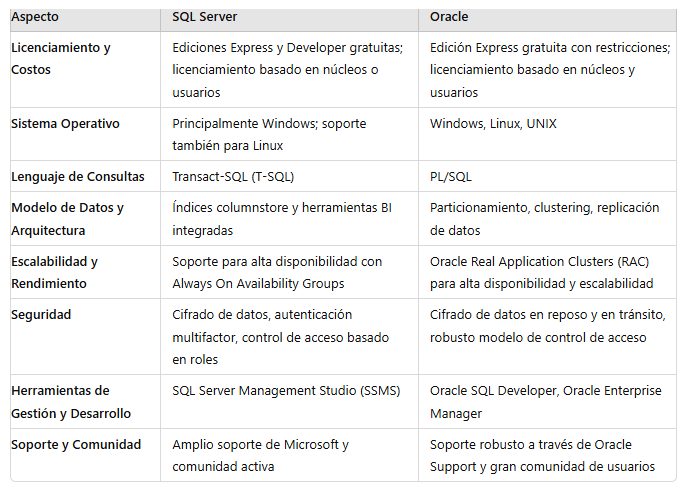 Aspecto SQL Server Oracle
Licenciamiento y Ediciones Express y Developer gratuitas; Edición Express gratuita con restricciones;
Costos licenciamiento basado en núcleos o licenciamiento basado en núcleos y
usuarios usuarios
Sistema Operativo Principalmente Windows; soporte Windows, Linux, UNIX
también para Linux
Lenguaje de Consultas Transact-SQL (T-SQL) PL/SQL
Modelo de Datos y Índices columnstore y herramientas BI Particionamiento, clustering, replicación
Arquitectura integradas de datos
Escalabilidad y Soporte para alta disponibilidad con Oracle Real Application Clusters (RAC)
Rendimiento Always On Availability Groups para alta disponibilidad y escalabilidad
Seguridad Cifrado de datos, autenticación Cifrado de datos en reposo y en tránsito,
multifactor, control de acceso basado robusto modelo de control de acceso
en roles
Herramientas de SQL Server Management Studio (SSMS) Oracle SQL Developer, Oracle Enterprise
Gestión y Desarrollo Manager
Soporte y Comunidad Amplio soporte de Microsoft y Soporte robusto a través de Oracle
comunidad activa Support y gran comunidad de usuarios